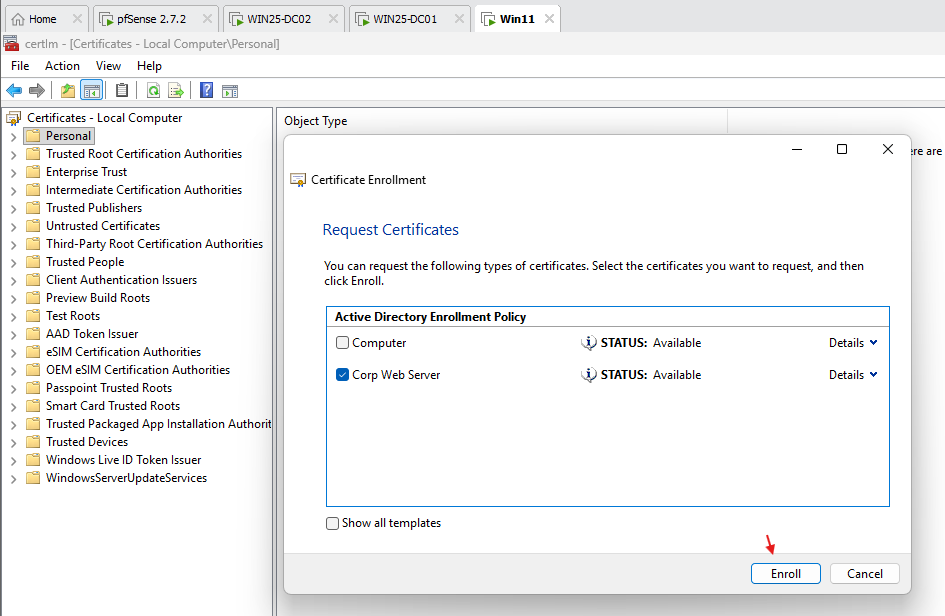 Home
pfSense 2.7.2
WIN25-DC02
WIN25-DC01
Win11
certlm - [Certificates - Local Computer\Personal]
File Action View Help
Certificates - Local Computer
Personal
Trusted Root Certification Authorities
Enterprise Trust
Intermediate Certification Authorities
Trusted Publishers
Untrusted Certificates
Third-Party Root Certification Authorities
Trusted People
Client Authentication Issuers
Preview Build Roots
Test Roots
AAD Token Issuer
eSIM Certification Authorities
OEM eSIM Certification Authorities
Passpoint Trusted Roots
Smart Card Trusted Roots
Trusted Packaged App Installation Authorit
Trusted Devices
Windows Live ID Token Issuer
WindowsServerUpdateServices
Object Type
ere are
Certificate Enrollment
Request Certificates
You can request the following types of certificates. Select the certificates you want to request, and then
click Enroll.
Active Directory Enrollment Policy
Computer STATUS: Available Details
Corp Web Server STATUS: Available Details
Show all templates
Enroll Cancel